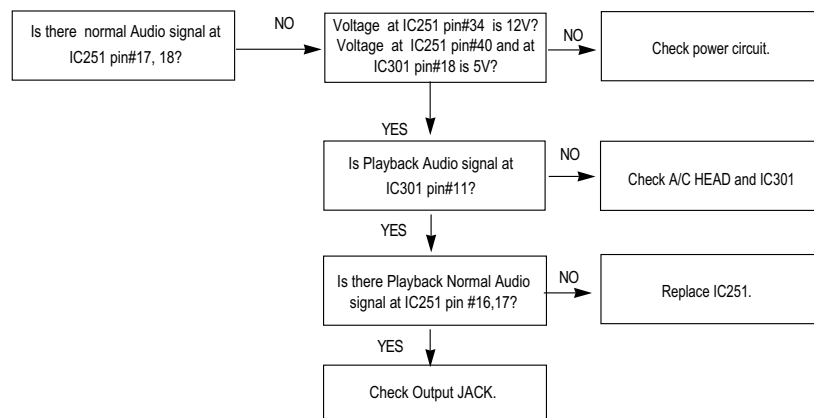 Is there normal Audio signal at
IC251 pin#17, 18?
NO
Voltage at IC251 pin#34 is 12V?
Voltage at IC251 pin#40 and at
IC301 pin#18 is 5V?
NO
Check power circuit.
YES
Is Playback Audio signal at
IC301 pin#11?
NO
Check A/C HEAD and IC301
YES
Is there Playback Normal Audio
signal at IC251 pin #16,17?
NO
Replace IC251.
YES
Check Output JACK.